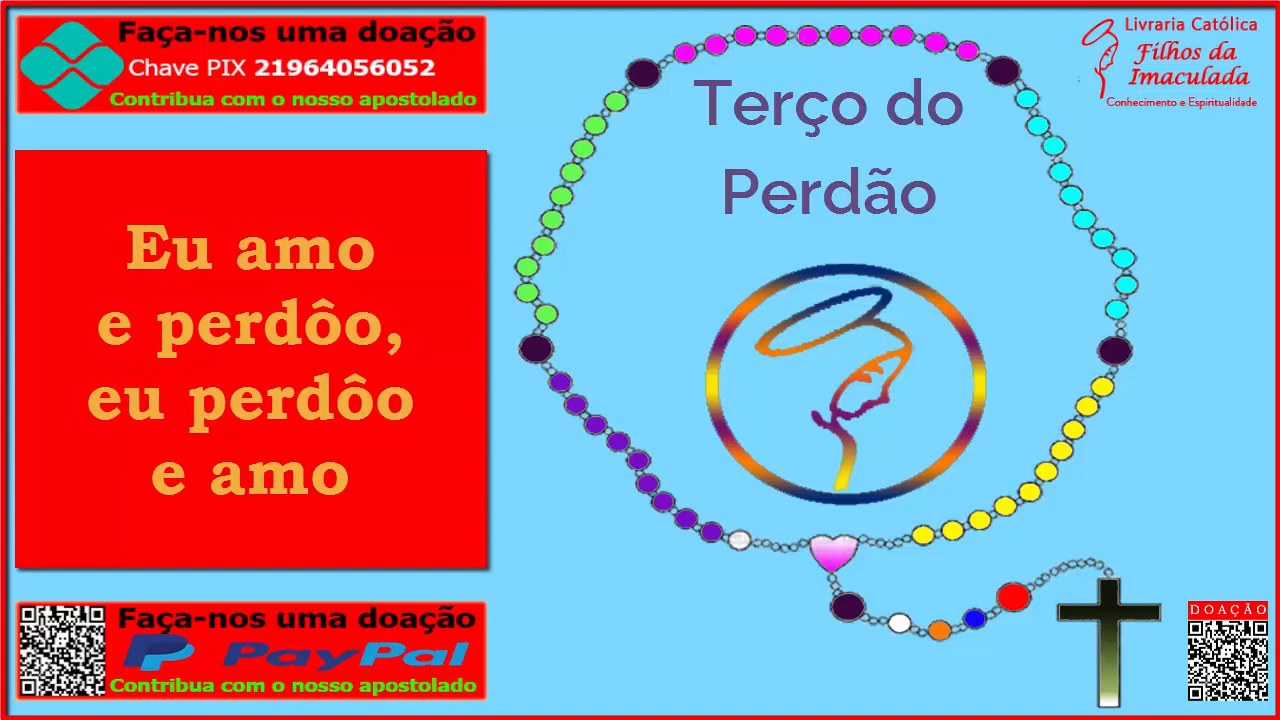 Faça-nos uma doação
Chave PIX 21964056052
Contribua com o nosso apostolado
Livraria Católica
Filhos da
Imaculada
Conhecimento e Espiritualidade
Terço do
Perdão
Eu amo
e perdôo,
eu perdôo
e amo
Faça-nos uma doação
PayPal
Contribua com o nosso apostolado
DOAÇÃO